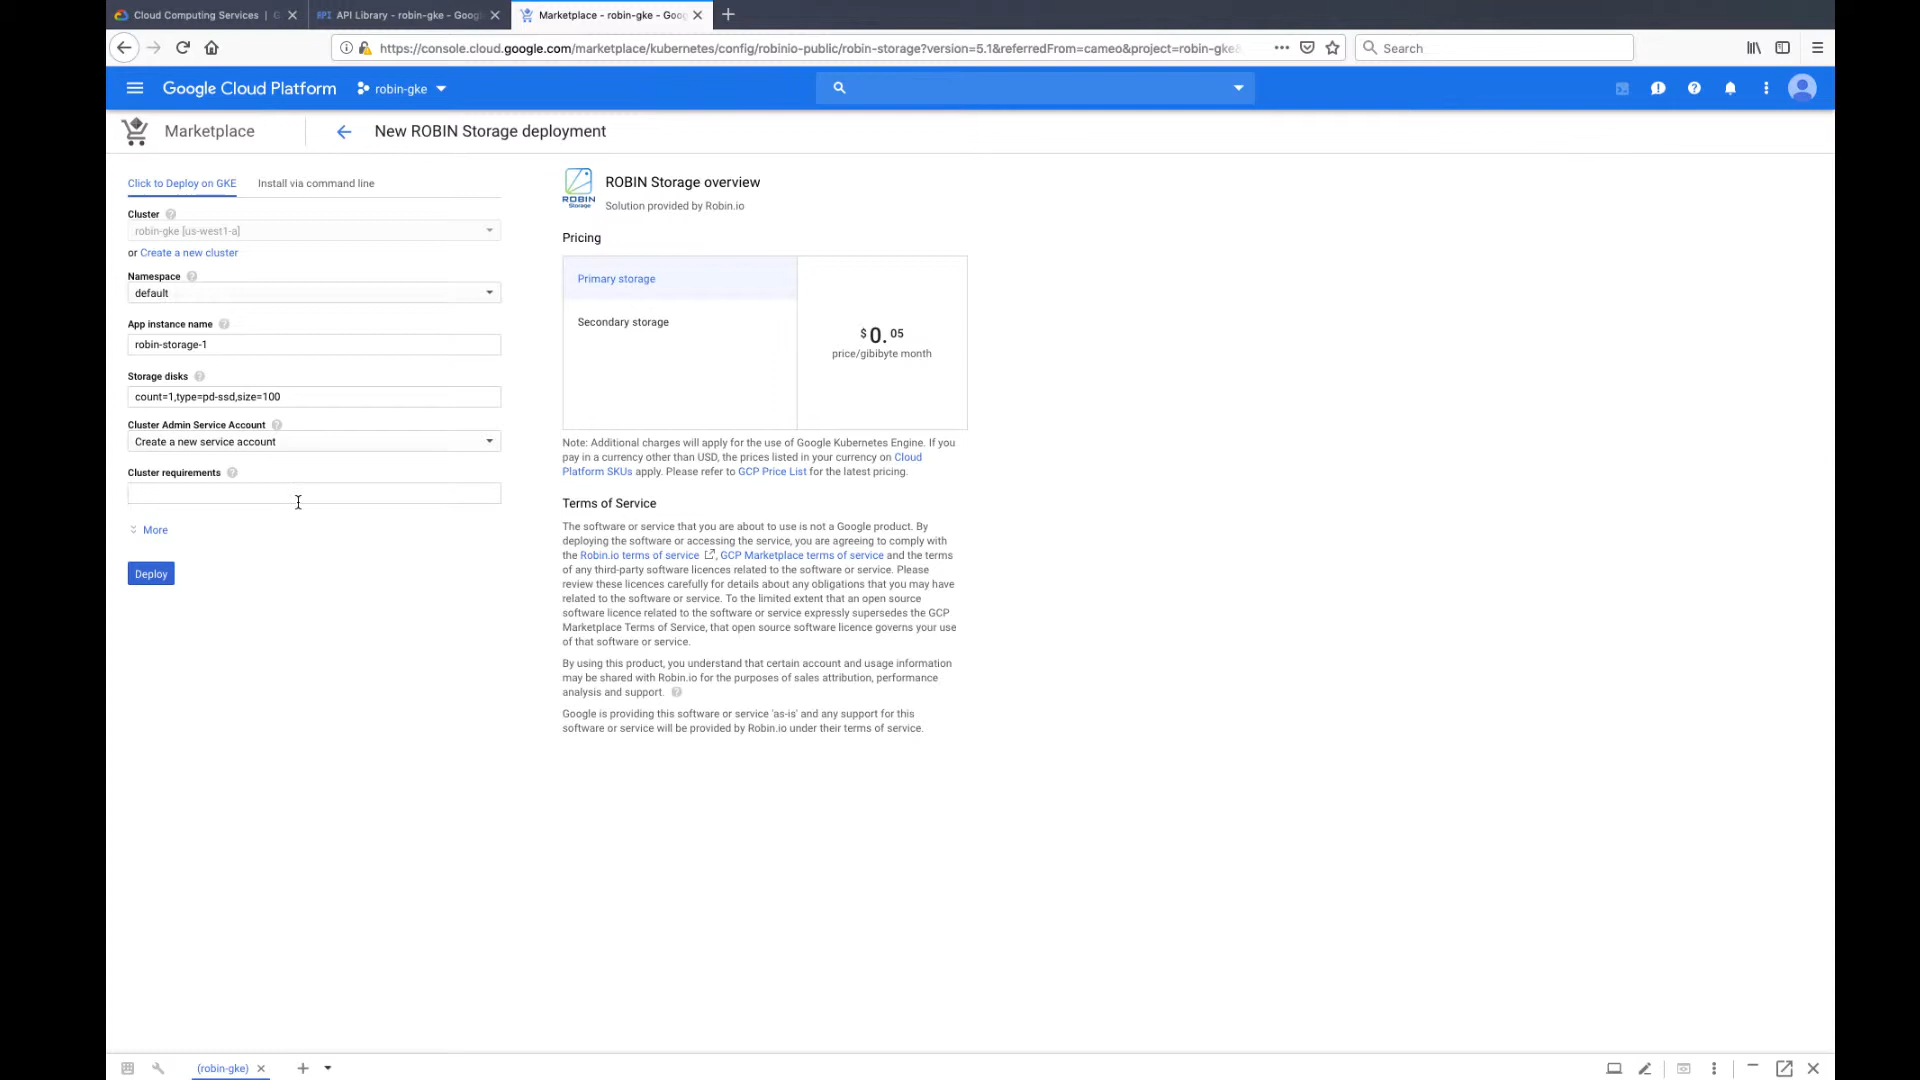 Cloud Computing Services | G
API API Library - robin-gke - Goog
Marketplace - robin-gke - Goog
https://console.cloud.google.com/marketplace/kubernetes/config/robinio-public/robin-storage?version=5.1&referredFrom=cameo&project=robin-gke&
Search
Google Cloud Platform
robin-gke
Marketplace
New ROBIN Storage deployment
Click to Deploy on GKE
Install via command line
Cluster
robin-gke [us-west1-a]
or Create a new cluster
Namespace
default
App instance name
robin-storage-1
Storage disks
count=1,type=pd-ssd,size=100
Cluster Admin Service Account
Create a new service account
Cluster requirements
More
Deploy
ROBIN
Storage
ROBIN Storage overview
Solution provided by Robin.io
Pricing
Primary storage
Secondary storage
$ 0. 05
price/gibibyte month
Note: Additional charges will apply for the use of Google Kubernetes Engine. If you
pay in a currency other than USD, the prices listed in your currency on Cloud
Platform SKUs apply. Please refer to GCP Price List for the latest pricing.
Terms of Service
The software or service that you are about to use is not a Google product. By
deploying the software or accessing the service, you are agreeing to comply with
the Robin.io terms of service , GCP Marketplace terms of service and the terms
of any third-party software licences related to the software or service. Please
review these licences carefully for details about any obligations that you may have
related to the software or service. To the limited extent that an open source
software licence related to the software or service expressly supersedes the GCP
Marketplace Terms of Service, that open source software licence governs your use
of that software or service.
By using this product, you understand that certain account and usage information
may be shared with Robin.io for the purposes of sales attribution, performance
analysis and support.
Google is providing this software or service 'as-is' and any support for this
software or service will be provided by Robin.io under their terms of service.
(robin-gke)